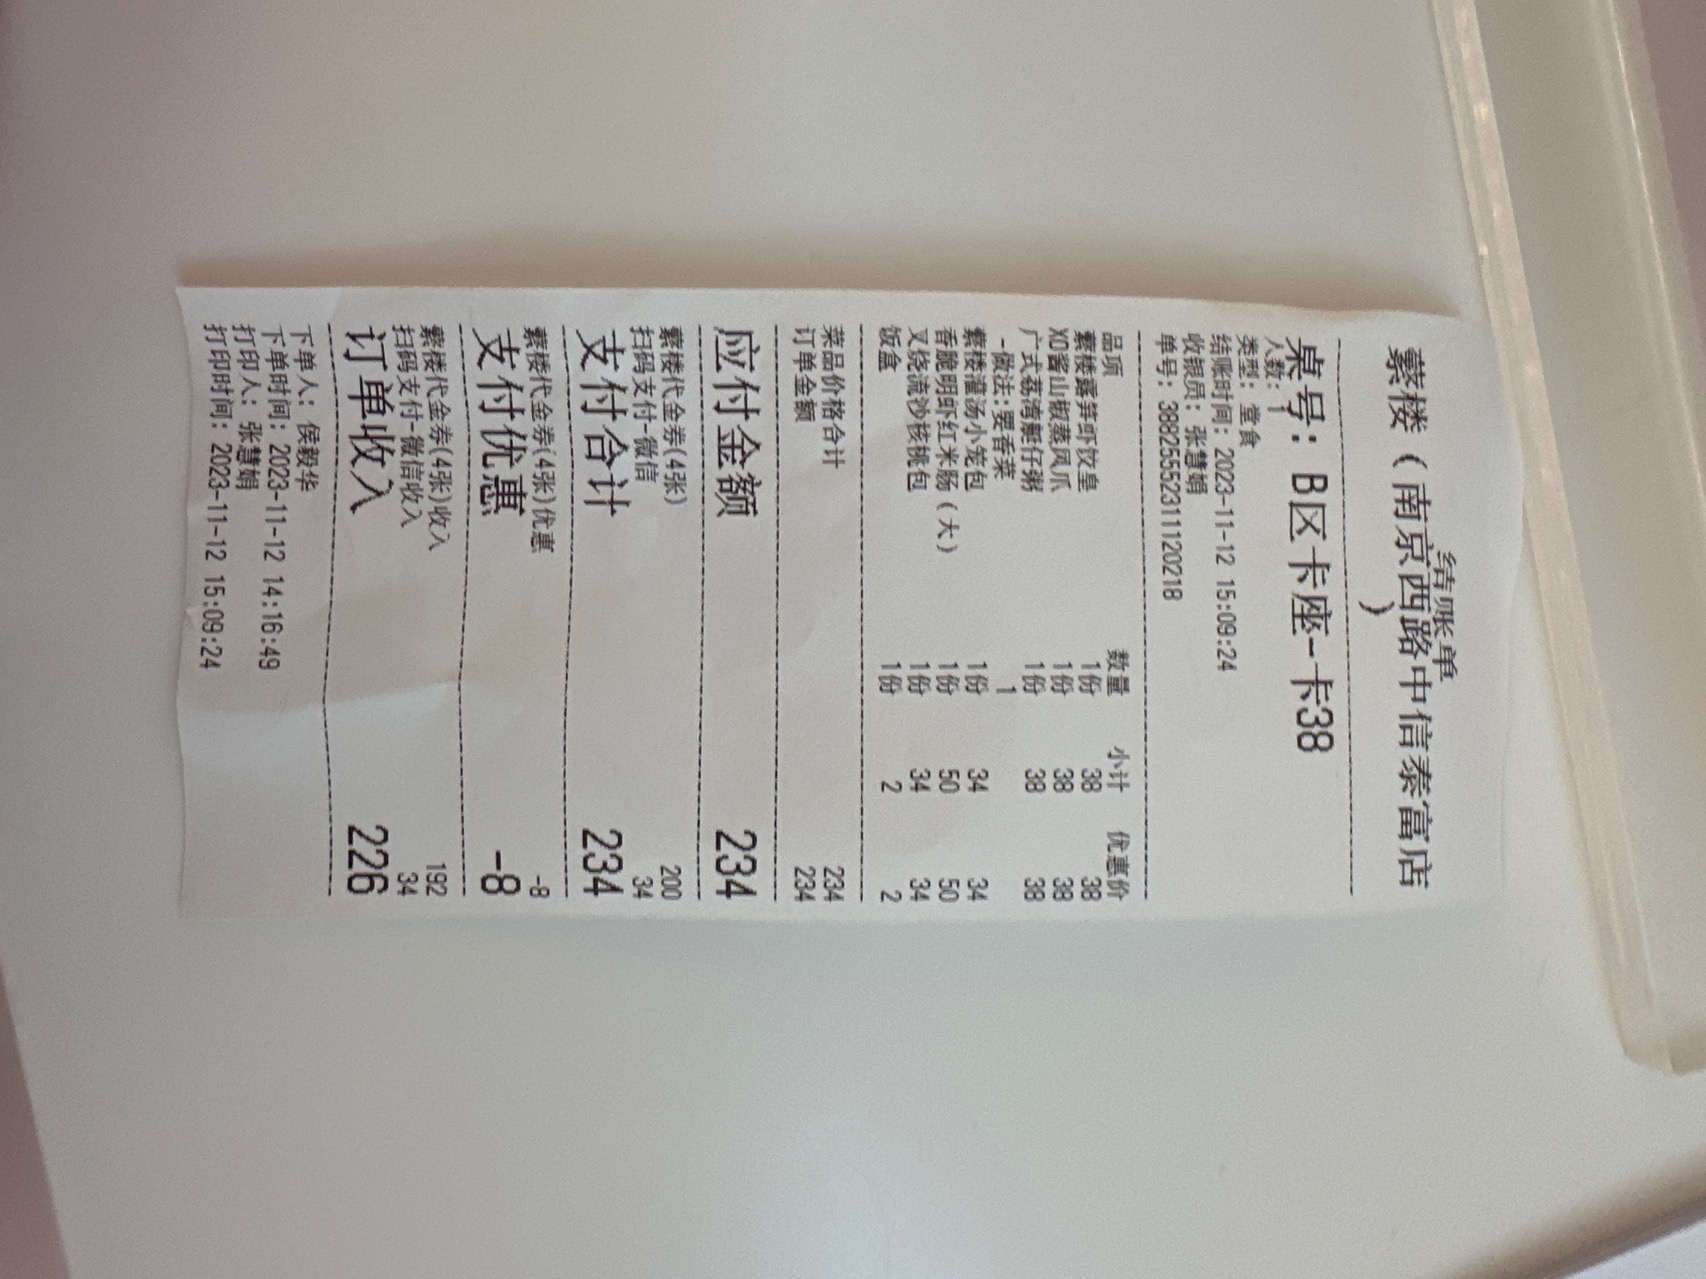 结账单
蘩楼（南京西路中信泰富店
）
桌号：B区卡座-卡38
人数：1
类型：堂食
结账时间：2023-11-12 15:09:24
收银员：张慧娟
单号：38825552311120218
品项 数量 小计 优惠价
蘩楼露笋虾饺皇 1份 38 38
XO酱山椒蒸凤爪 1份 38 38
广式荔湾艇仔粥 1份 38 38
-做法：要香菜 1
蘩楼灌汤小笼包 1份 34 34
香脆明虾红米肠（大） 1份 50 50
叉烧流沙核桃包 1份 34 34
饭盒 1份 2 2
菜品价格合计 234
订单金额 234
应付金额 234
蘩楼代金券(4张) 200
扫码支付-微信 34
支付合计 234
蘩楼代金券(4张)优惠 -8
支付优惠 -8
蘩楼代金券(4张)收入 192
扫码支付-微信收入 34
订单收入 226
下单人：侯毅华
下单时间：2023-11-12 14:16:49
打印人：张慧娟
打印时间：2023-11-12 15:09:24